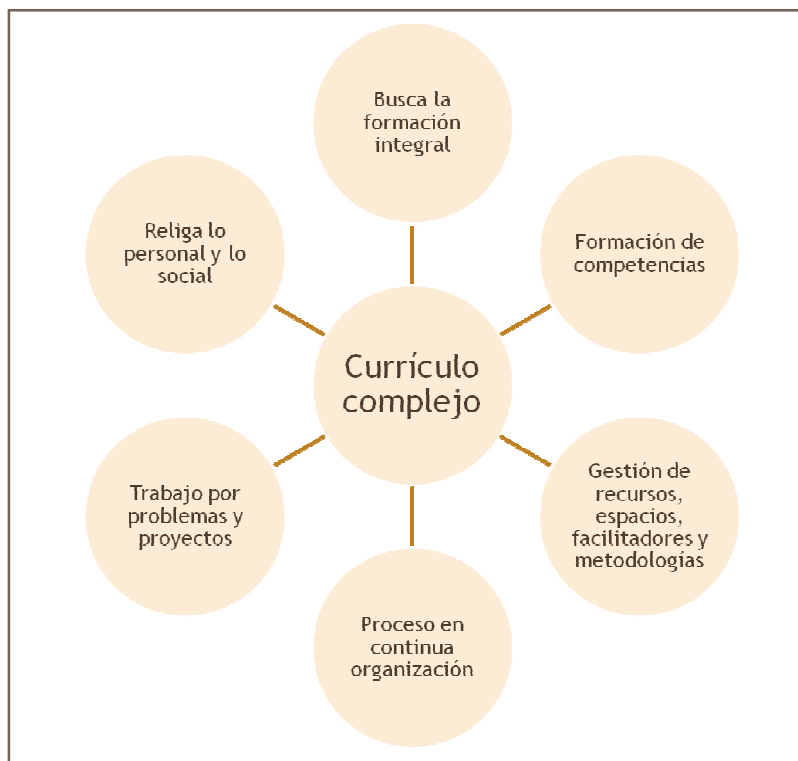 Busca la
formación
integral
Religa lo
personal y lo
social
Formación de
competencias
Currículo
complejo
Trabajo por
problemas y
proyectos
Gestión de
recursos,
espacios,
facilitadores y
metodologías
Proceso en
continua
organización